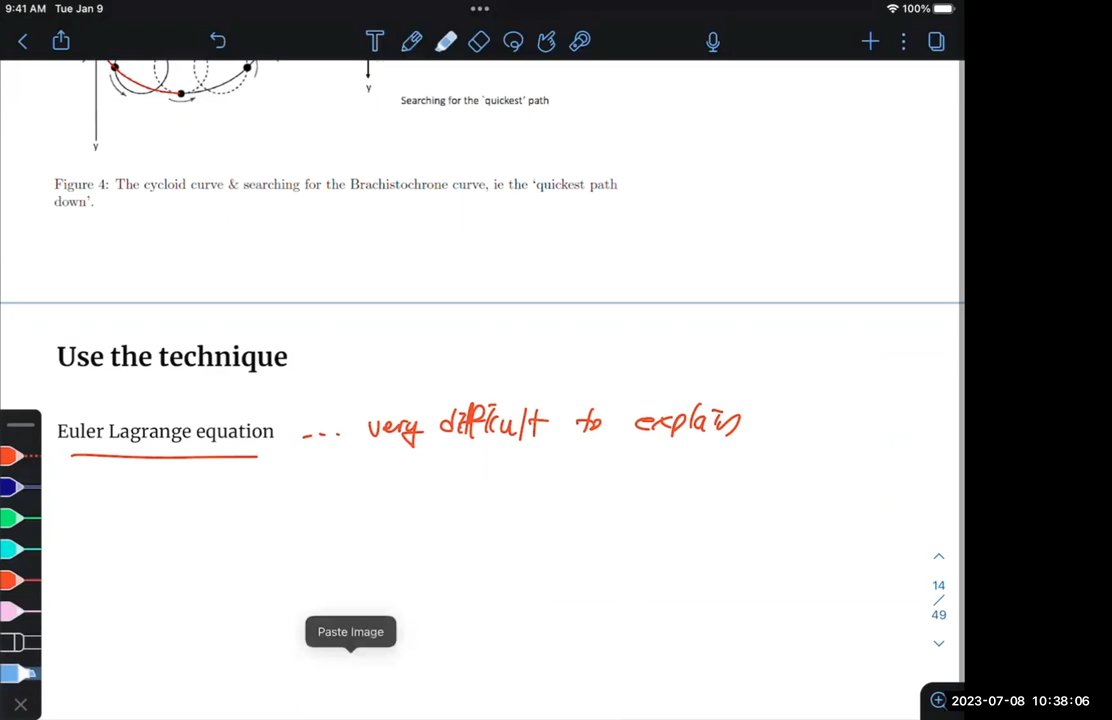 9:41 AM Tue Jan 9
100%
y
y
Searching for the `quickest' path
Figure 4: The cycloid curve & searching for the Brachistochrone curve, ie the ‘quickest path
down’.
Use the technique
Euler Lagrange equation ... very difficult to explain
14
/
49
Paste Image
2023-07-08 10:38:06